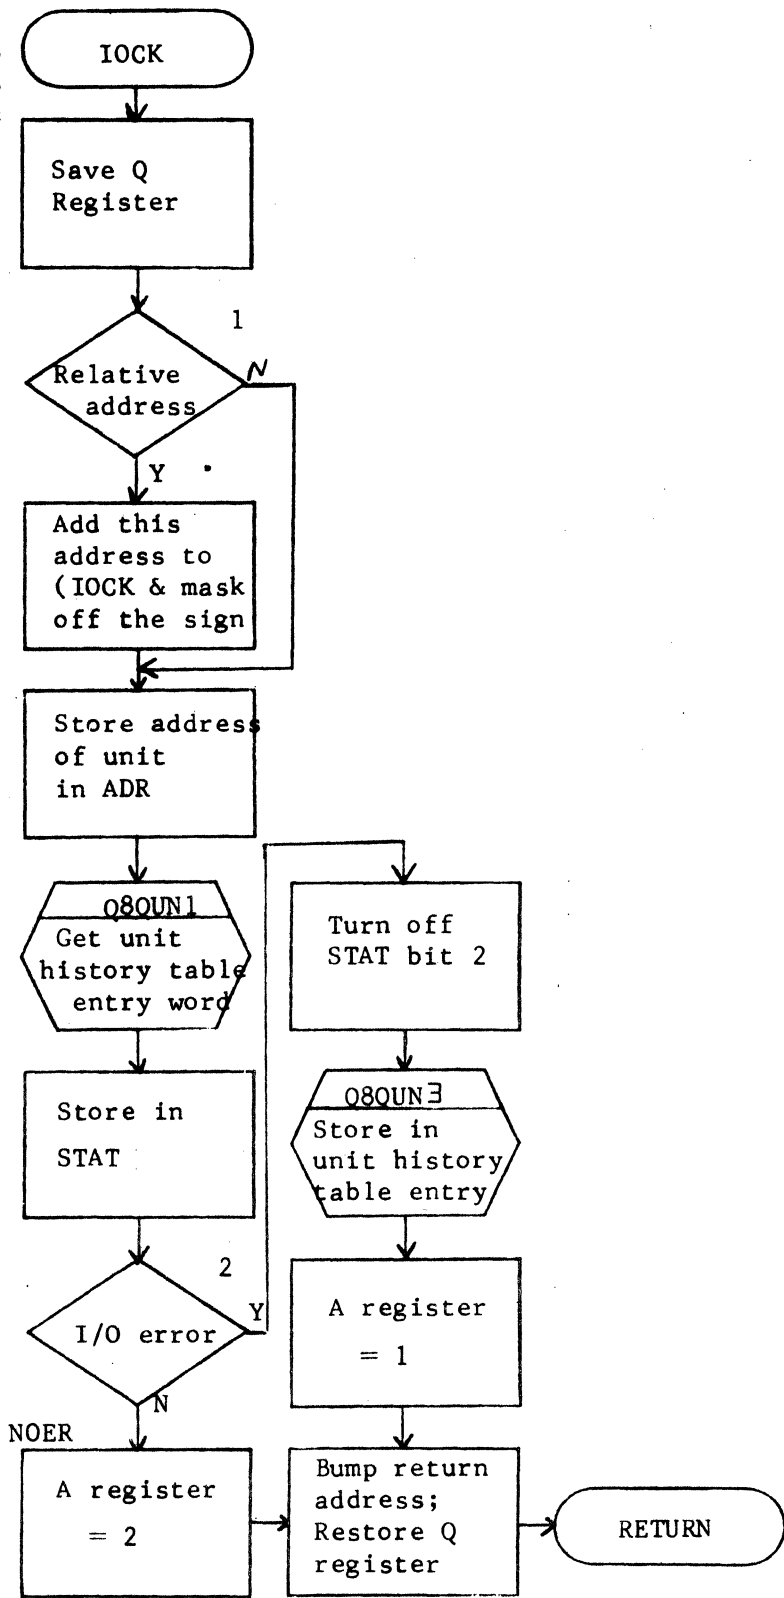 IOCK
Save Q
Register
1
Relative
address
N
Y
Add this
address to
(IOCK & mask
off the sign
Store address
of unit
in ADR
Q8QUN1
Get unit
history table
entry word
Store in
STAT
2
I/O error
Y
N
NOER
A register
= 2
Turn off
STAT bit 2
Q8QUN3
Store in
unit history
table entry
A register
= 1
Bump return
address;
Restore Q
register
RETURN